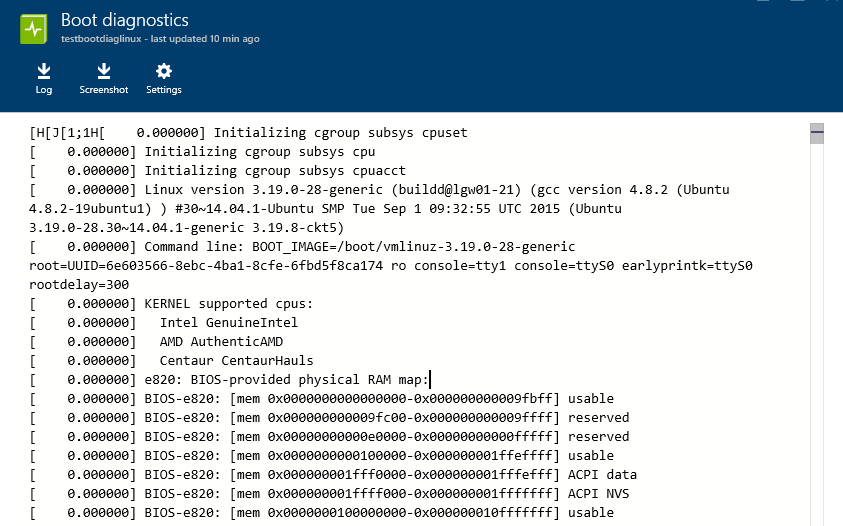 Boot diagnostics
testbootdiaglinux - last updated 10 min ago
Log Screenshot Settings
[H[J[1;1H[    0.000000] Initializing cgroup subsys cpuset
[    0.000000] Initializing cgroup subsys cpu
[    0.000000] Initializing cgroup subsys cpuacct
[    0.000000] Linux version 3.19.0-28-generic (buildd@lgw01-21) (gcc version 4.8.2 (Ubuntu
4.8.2-19ubuntu1) ) #30~14.04.1-Ubuntu SMP Tue Sep 1 09:32:55 UTC 2015 (Ubuntu
3.19.0-28.30~14.04.1-generic 3.19.8-ckt5)
[    0.000000] Command line: BOOT_IMAGE=/boot/vmlinuz-3.19.0-28-generic
root=UUID=6e603566-8ebc-4ba1-8cfe-6fbd5f8ca174 ro console=tty1 console=ttyS0 earlyprintk=ttyS0
rootdelay=300
[    0.000000] KERNEL supported cpus:
[    0.000000]   Intel GenuineIntel
[    0.000000]   AMD AuthenticAMD
[    0.000000]   Centaur CentaurHauls
[    0.000000] e820: BIOS-provided physical RAM map:
[    0.000000] BIOS-e820: [mem 0x0000000000000000-0x000000000009fbff] usable
[    0.000000] BIOS-e820: [mem 0x000000000009fc00-0x000000000009ffff] reserved
[    0.000000] BIOS-e820: [mem 0x00000000000e0000-0x00000000000fffff] reserved
[    0.000000] BIOS-e820: [mem 0x0000000000100000-0x000000001ffeffff] usable
[    0.000000] BIOS-e820: [mem 0x000000001fff0000-0x000000001fffefff] ACPI data
[    0.000000] BIOS-e820: [mem 0x000000001ffff000-0x000000001fffffff] ACPI NVS
[    0.000000] BIOS-e820: [mem 0x0000000100000000-0x000000010fffffff] usable